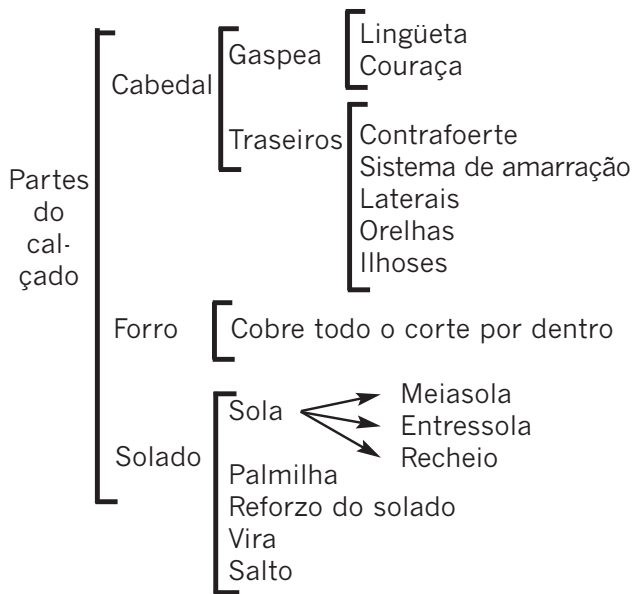 Partes
do
cal-
çado
Cabedal
Gaspea
Lingüeta
Couraça
Traseiros
Contrafoerte
Sistema de amarração
Laterais
Orelhas
Ilhoses
Forro
Cobre todo o corte por dentro
Solado
Sola
Meiasola
Entressola
Recheio
Palmilha
Reforzo do solado
Vira
Salto